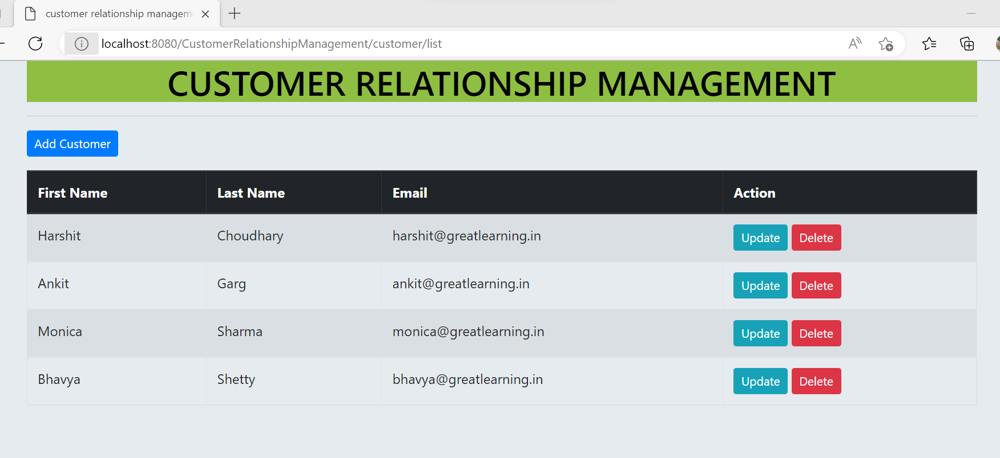 customer relationship managem
localhost:8080/CustomerRelationshipManagement/customer/list
CUSTOMER RELATIONSHIP MANAGEMENT
Add Customer
First Name Last Name Email Action
Harshit Choudhary harshit@greatlearning.in Update Delete
Ankit Garg ankit@greatlearning.in Update Delete
Monica Sharma monica@greatlearning.in Update Delete
Bhavya Shetty bhavya@greatlearning.in Update Delete